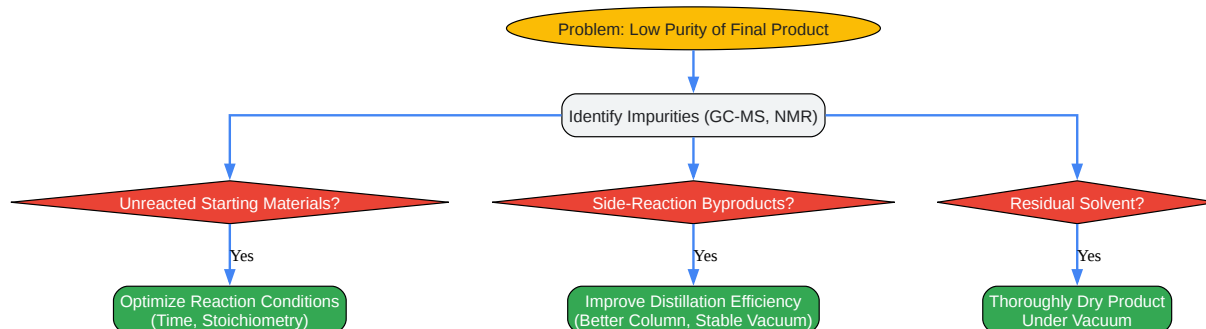 Problem: Low Purity of Final Product
Identify Impurities (GC-MS, NMR)
Unreacted Starting Materials?
Side-Reaction Byproducts?
Residual Solvent?
Yes
Yes
Yes
Optimize Reaction Conditions
(Time, Stoichiometry)
Improve Distillation Efficiency
(Better Column, Stable Vacuum)
Thoroughly Dry Product
Under Vacuum